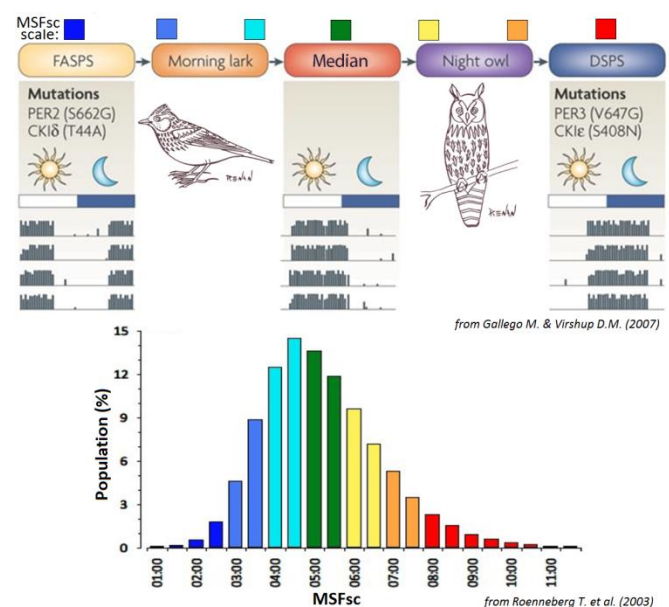 MSFsc
scale:
FASPS
Morning lark
Median
Night owl
DSPS
Mutations
PER2 (S662G)
CKIδ (T44A)
Mutations
PER3 (V647G)
CKIε (S408N)
RENAN
RENAN
from Gallego M. & Virshup D.M. (2007)
Population (%)
15
12
9
6
3
0
01:00
02:00
03:00
04:00
05:00
06:00
07:00
08:00
09:00
10:00
11:00
MSFsc
from Roenneberg T. et al. (2003)